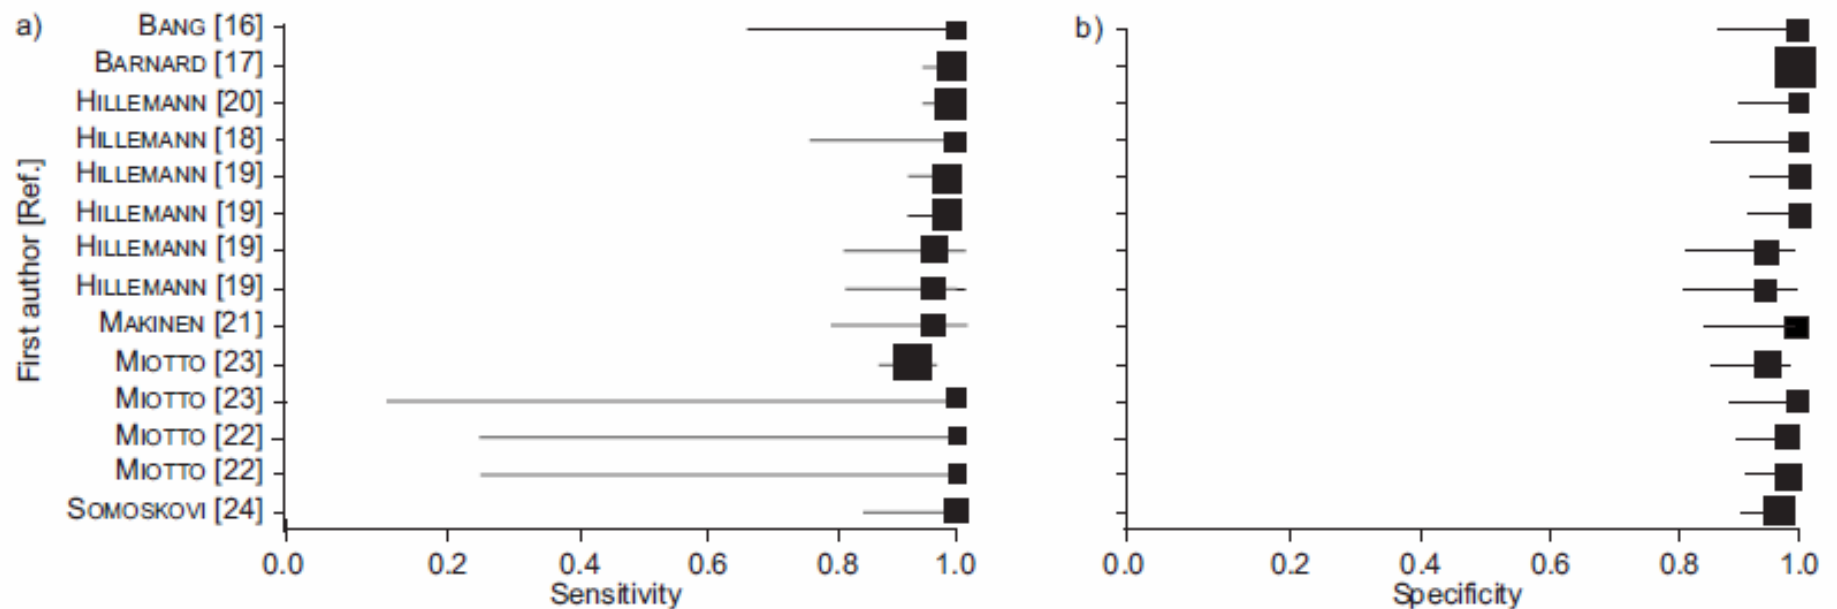 a)
First author [Ref.]
BANG [16]
BARNARD [17]
HILLEMANN [20]
HILLEMANN [18]
HILLEMANN [19]
HILLEMANN [19]
HILLEMANN [19]
HILLEMANN [19]
MAKINEN [21]
MIOTTO [23]
MIOTTO [23]
MIOTTO [22]
MIOTTO [22]
SOMOSKOVI [24]
0.0 0.2 0.4 0.6 0.8 1.0
Sensitivity
b)
0.0 0.2 0.4 0.6 0.8 1.0
Specificity